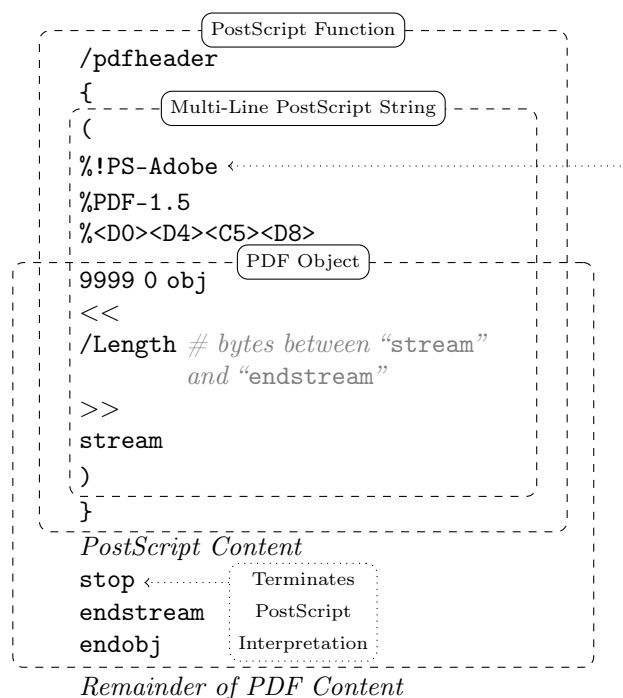 PostScript Function
/pdfheader
{
Multi-Line PostScript String
(
%!PS-Adobe
%PDF-1.5
%<D0><D4><C5><D8>
PDF Object
9999 0 obj
<<
/Length # bytes between “stream”
and “endstream”
>>
stream
)
}
PostScript Content
stop
Terminates
endstream
PostScript
endobj
Interpretation
Remainder of PDF Content